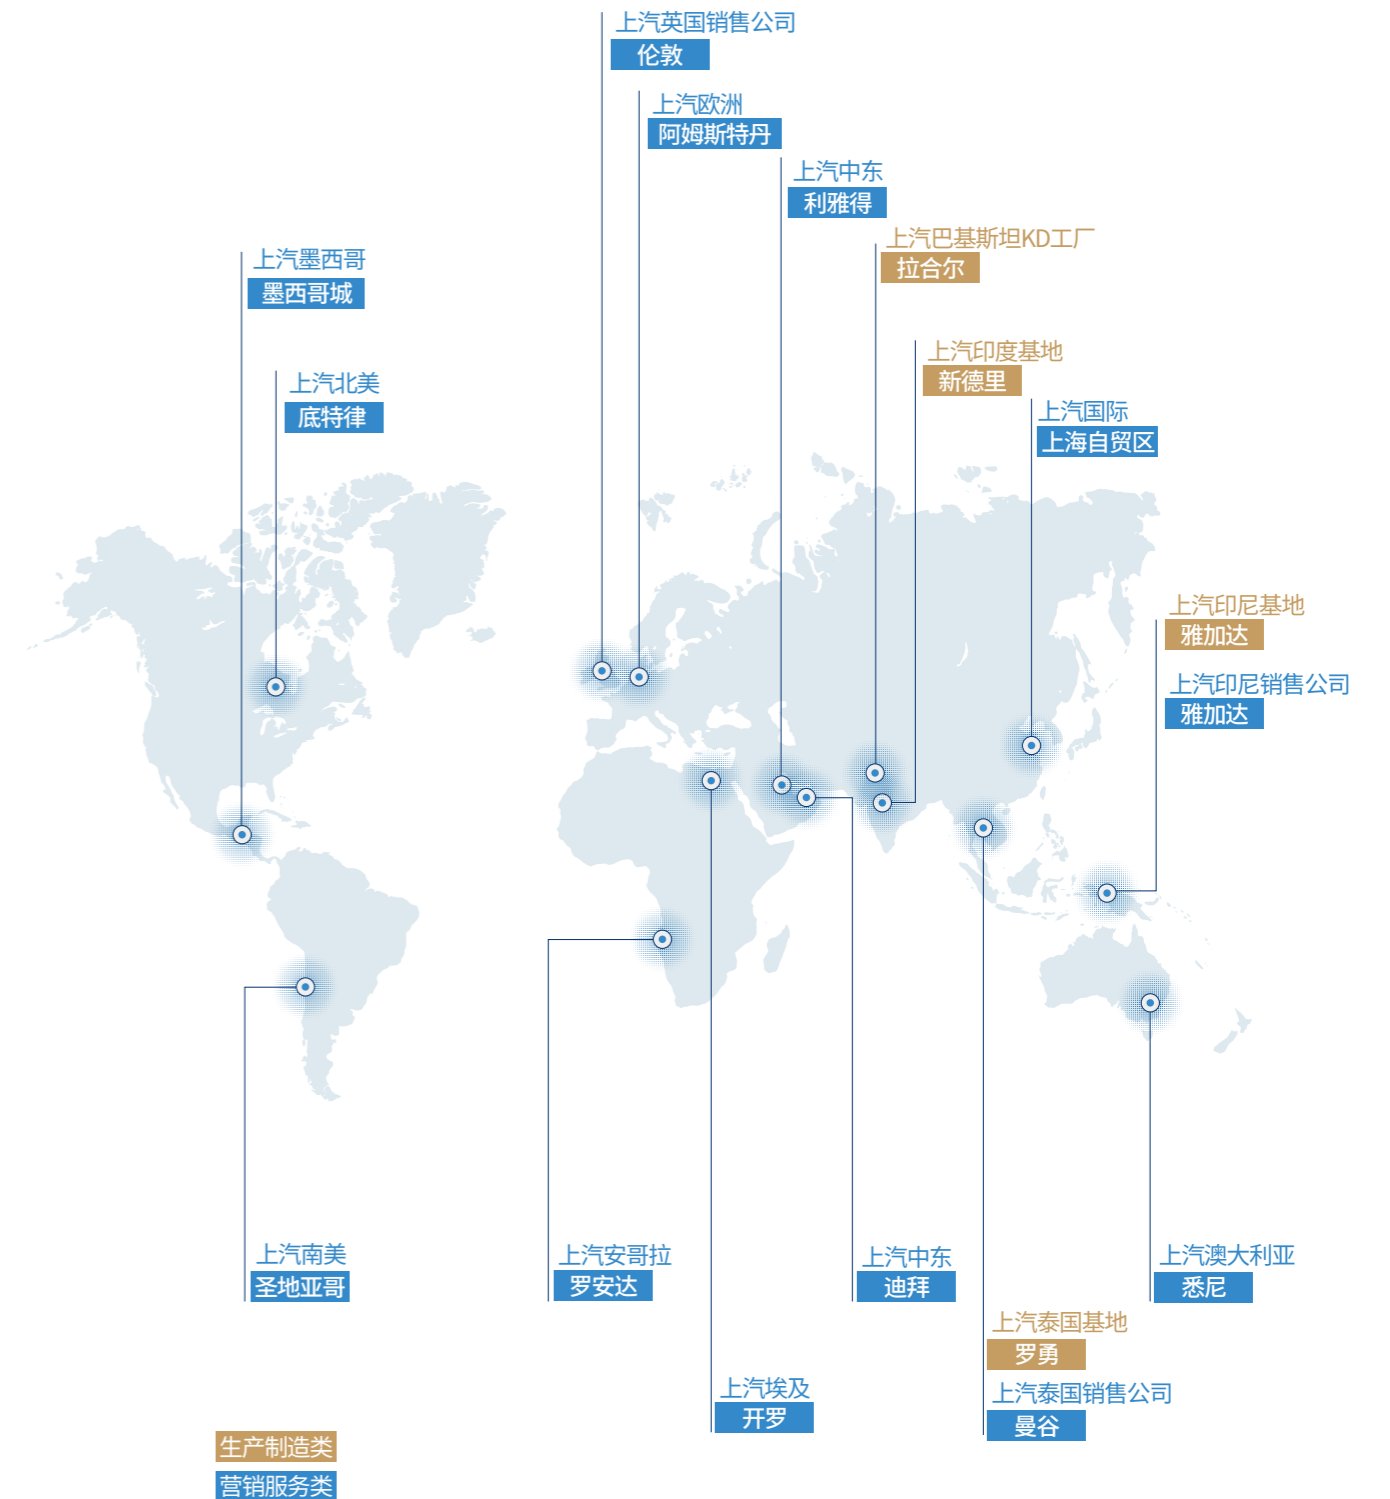 上汽英国销售公司
伦敦
上汽欧洲
阿姆斯特丹
上汽中东
利雅得
上汽巴基斯坦KD工厂
拉合尔
上汽墨西哥
墨西哥城
上汽印度基地
新德里
上汽北美
底特律
上汽国际
上海自贸区
上汽印尼基地
雅加达
上汽印尼销售公司
雅加达
上汽南美
圣地亚哥
上汽安哥拉
罗安达
上汽中东
迪拜
上汽澳大利亚
悉尼
上汽泰国基地
罗勇
上汽埃及
开罗
上汽泰国销售公司
曼谷
生产制造类
营销服务类